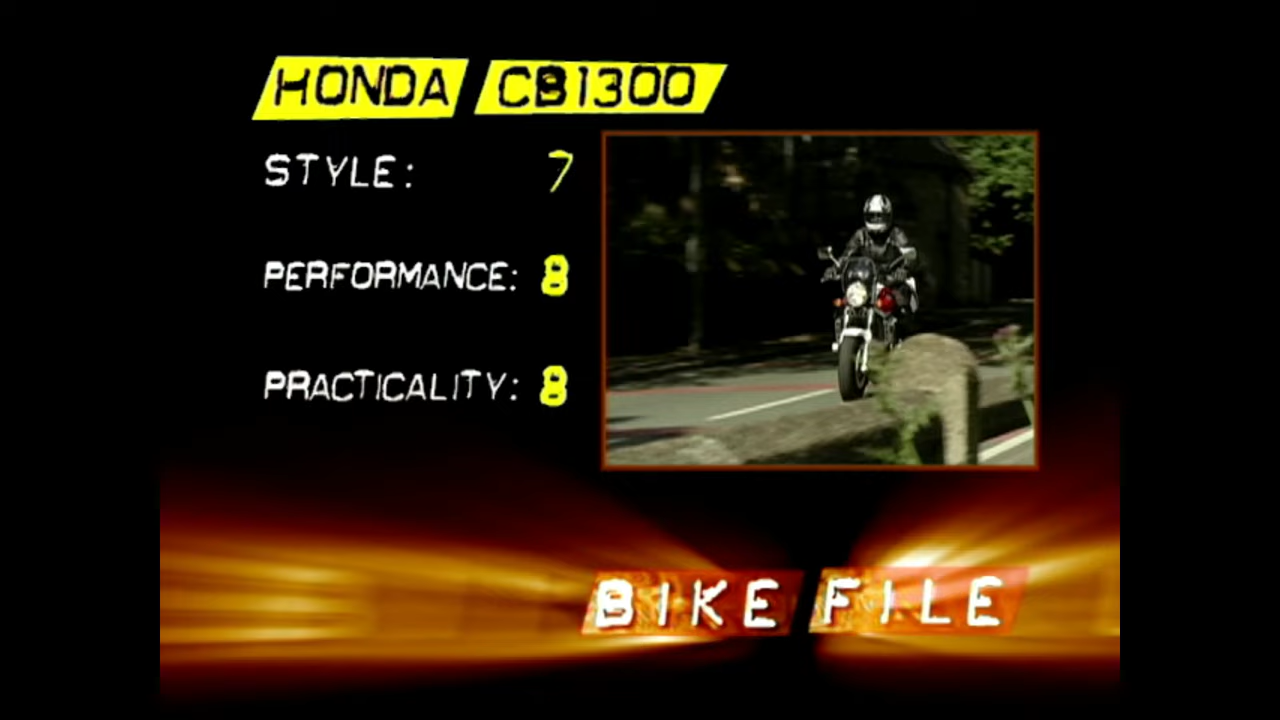 HONDA CB1300
STYLE: 7
PERFORMANCE: 8
PRACTICALITY: 8
BIKE FILE